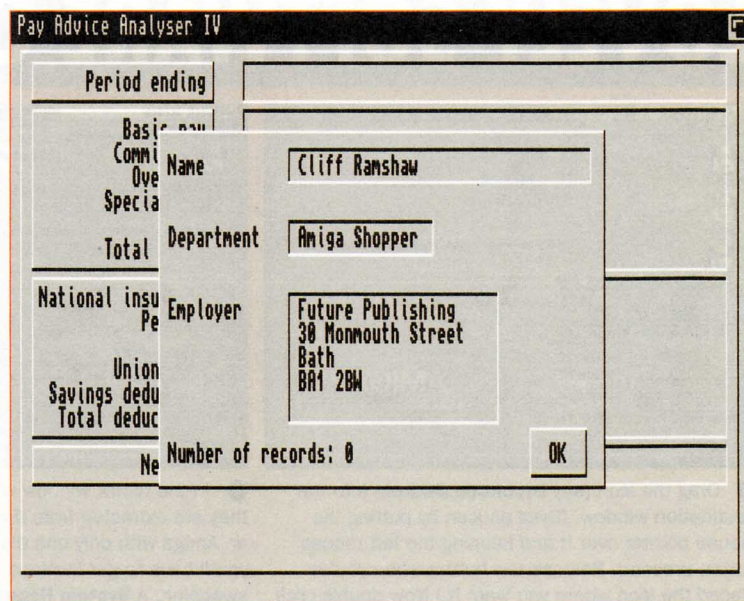 Pay Advice Analyser IV
Period ending
Basic pay
Commi
Ove
Specia
Total
National insu
Pe
Union
Savings dedu
Total deduc
Ne
Name
Cliff Ramshaw
Department
Amiga Shopper
Employer
Future Publishing
30 Monmouth Street
Bath
BA1 2BW
Number of records: 0
OK